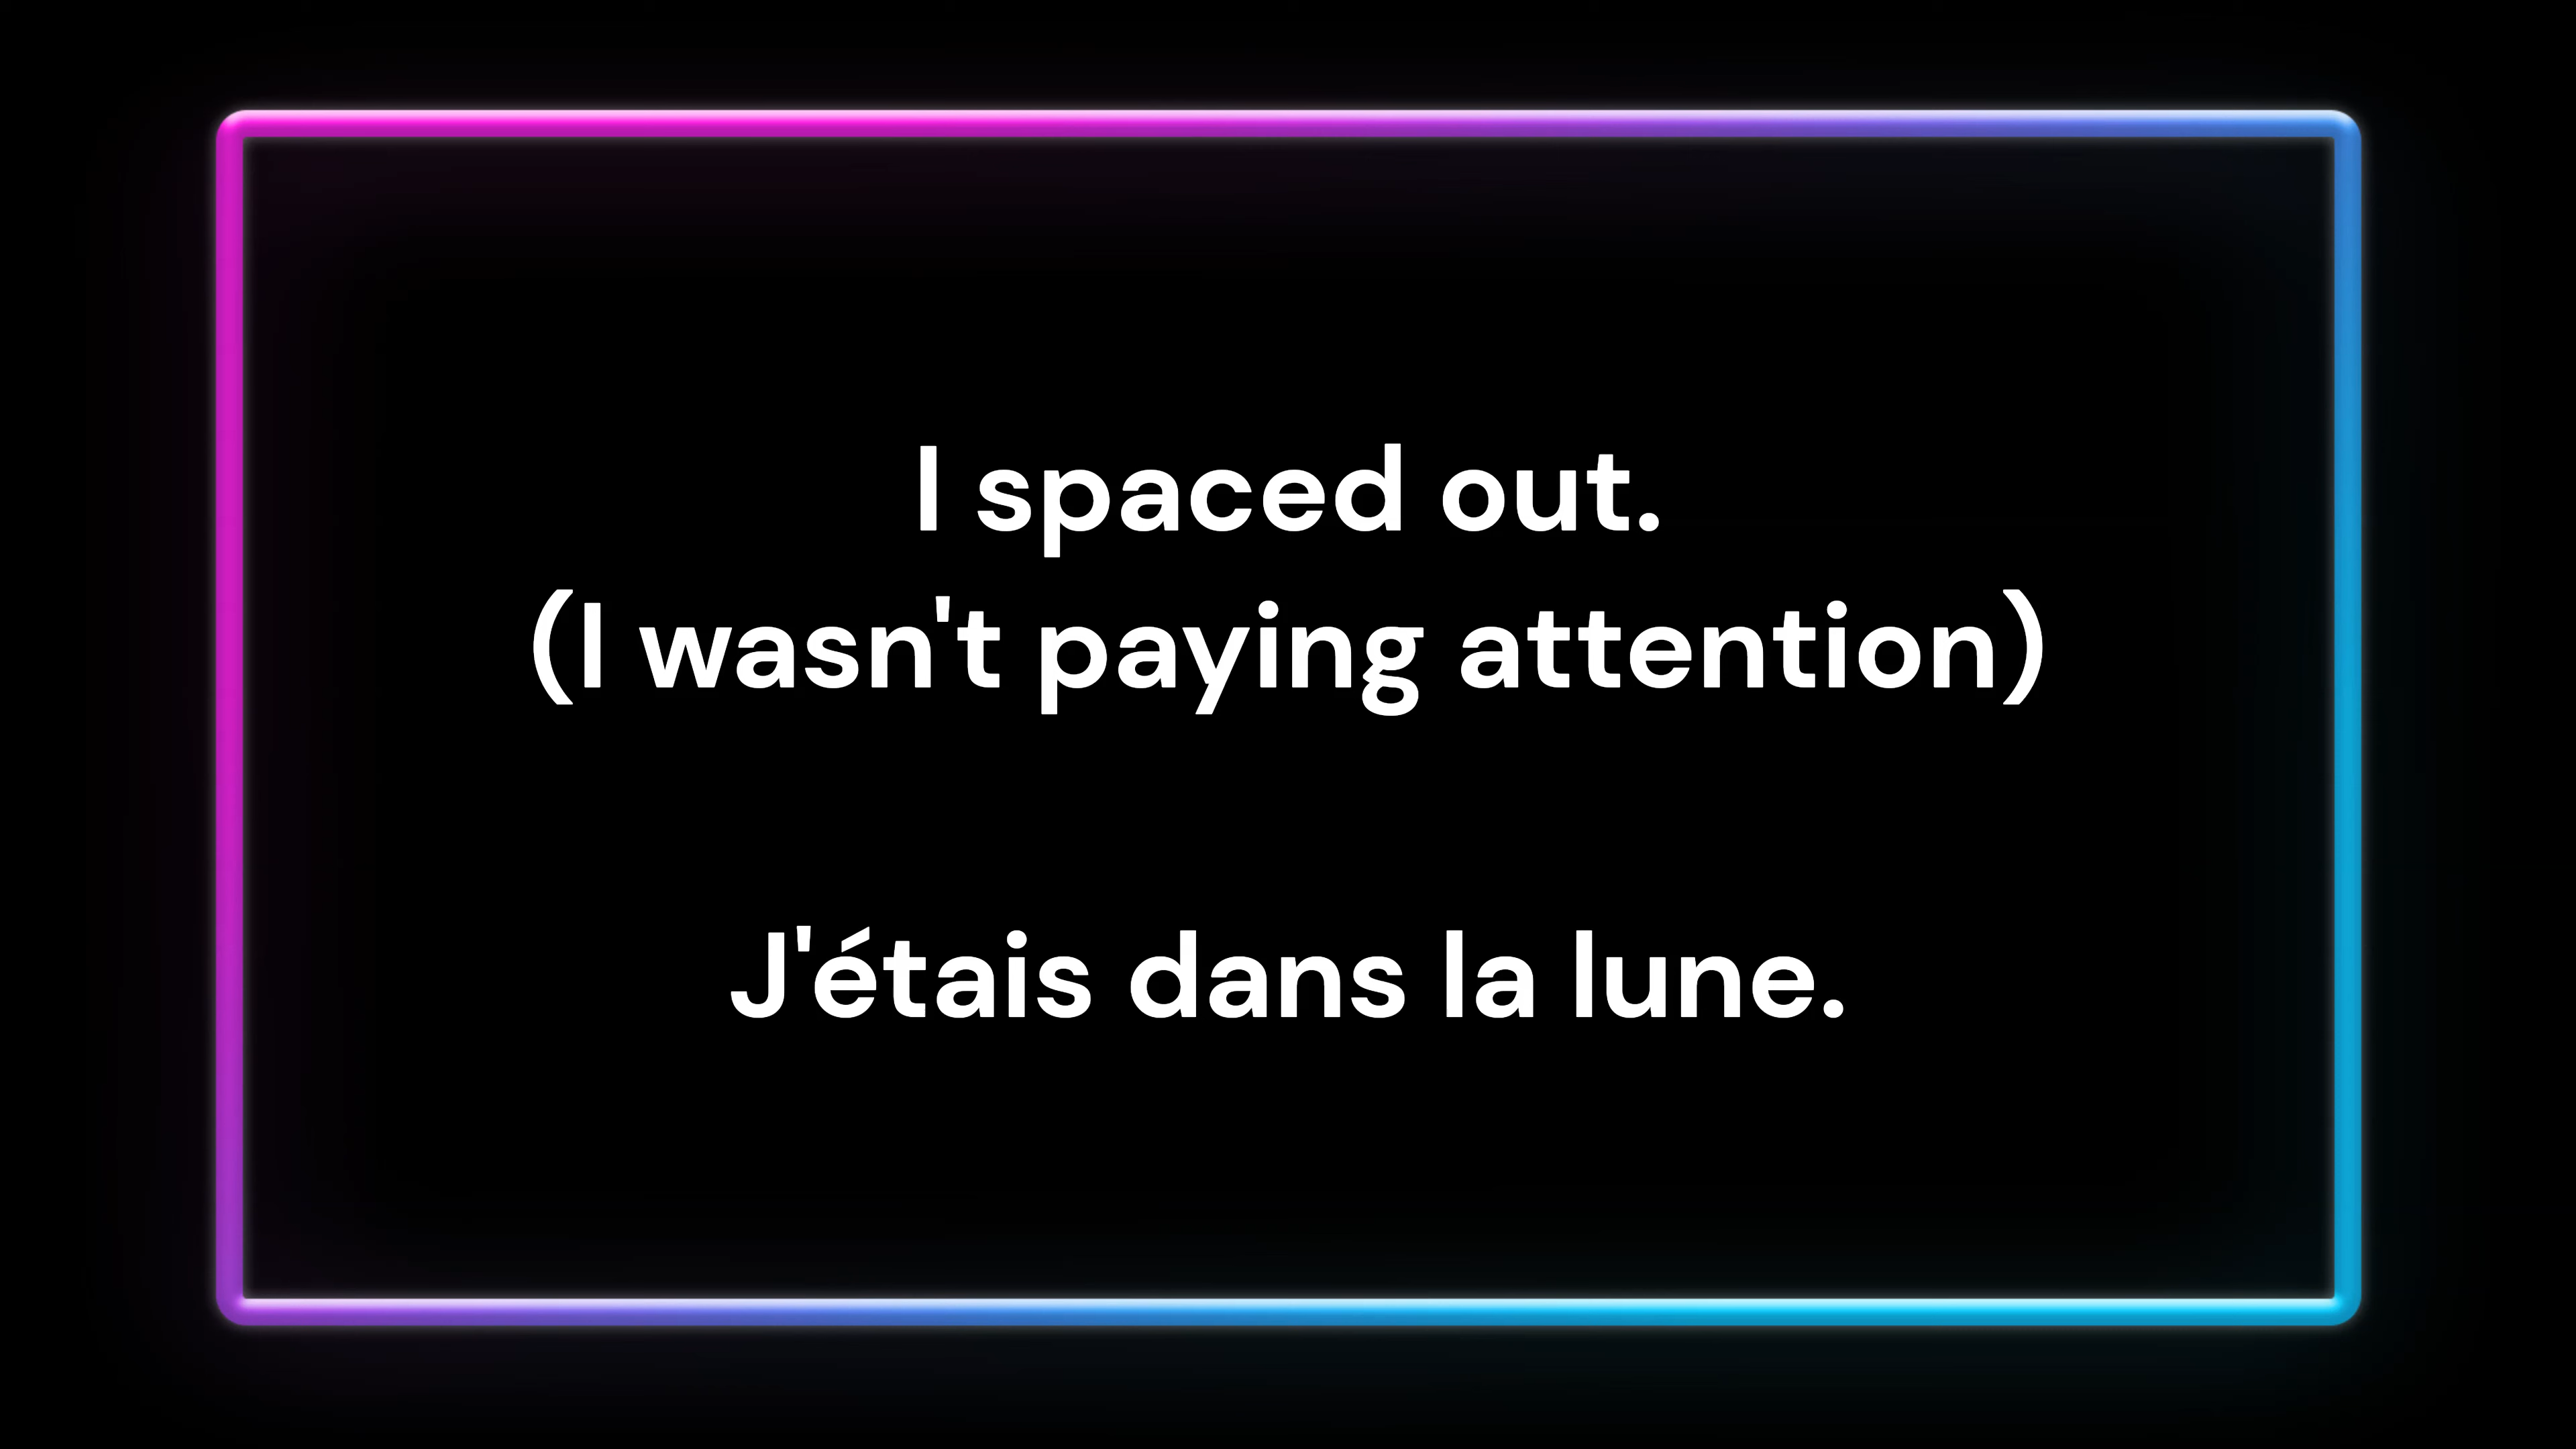 I spaced out.
(I wasn't paying attention)
J'étais dans la lune.